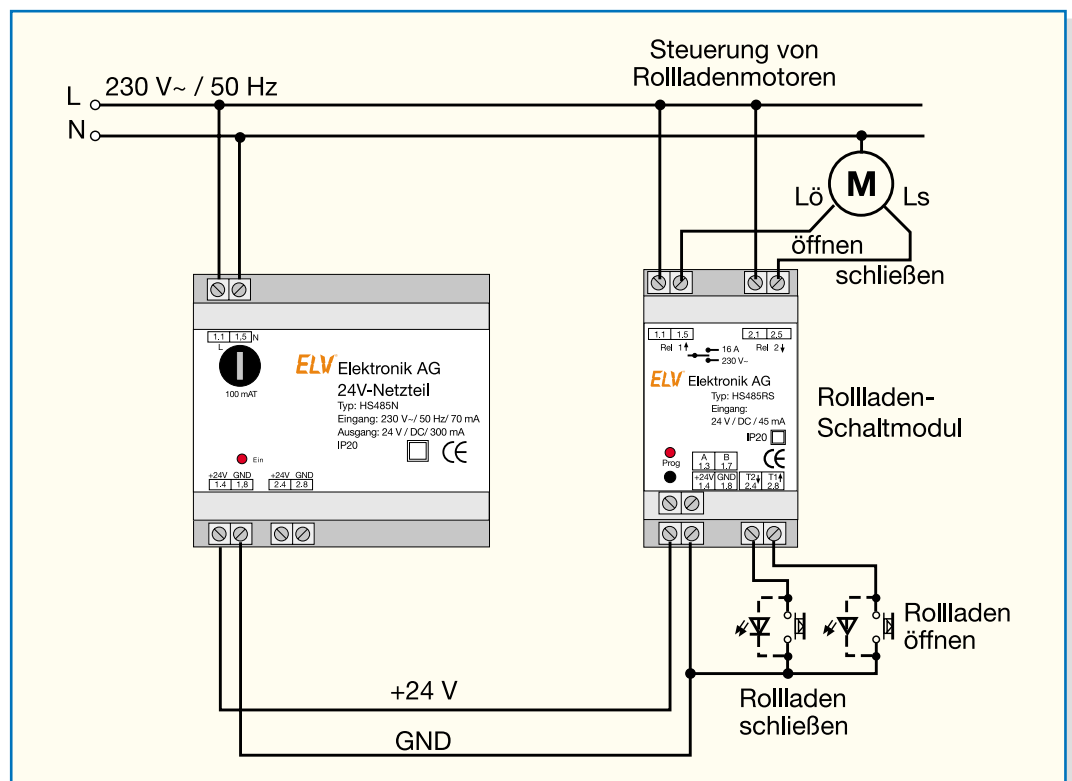 Steuerung von
Rollladenmotoren
L 230 V~ / 50 Hz
N
M
Lö Ls
öffnen
schließen
1.1 1.5 N
L
100 mAT
ELV Elektronik AG
24V-Netzteil
Typ: HS485N
Eingang: 230 V~/ 50 Hz/ 70 mA
Ausgang: 24 V / DC/ 300 mA
IP20
CE
Ein
+24V GND +24V GND
1.4 1.8 2.4 2.8
1.1 1.5 2.1 2.5
Rel 1 Rel 2
16 A
230 V~
ELV Elektronik AG
Typ: HS485RS
Eingang:
24 V / DC / 45 mA
IP20
CE
Prog
A B
1.3 1.7
+24V GND T2 T1
1.4 1.8 2.4 2.8
Rollladen-
Schaltmodul
Rollladen
öffnen
Rollladen
schließen
+24 V
GND